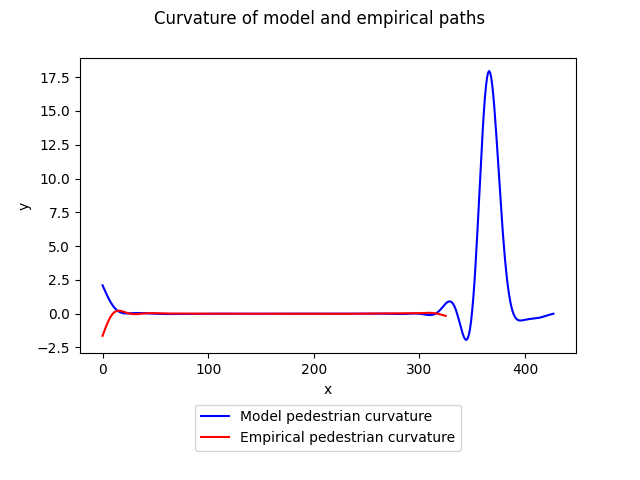 Curvature of model and empirical paths
17.5
15.0
12.5
10.0
7.5
5.0
2.5
0.0
−2.5
y
0 100 200 300 400
x
Model pedestrian curvature
Empirical pedestrian curvature